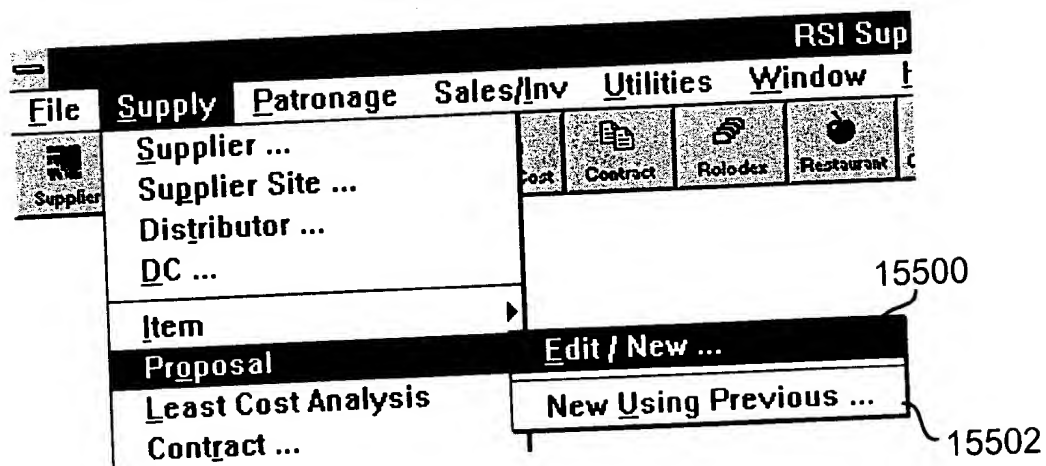 RSI Sup
File Supply Patronage Sales/Inv Utilities Window
Supplier Cost Contract Rolodex Restaurant
Supplier ...
Supplier Site ...
Distributor ...
DC ...
Item
Proposal
Least Cost Analysis
Contract ...
15500
Edit / New ...
New Using Previous ...
15502